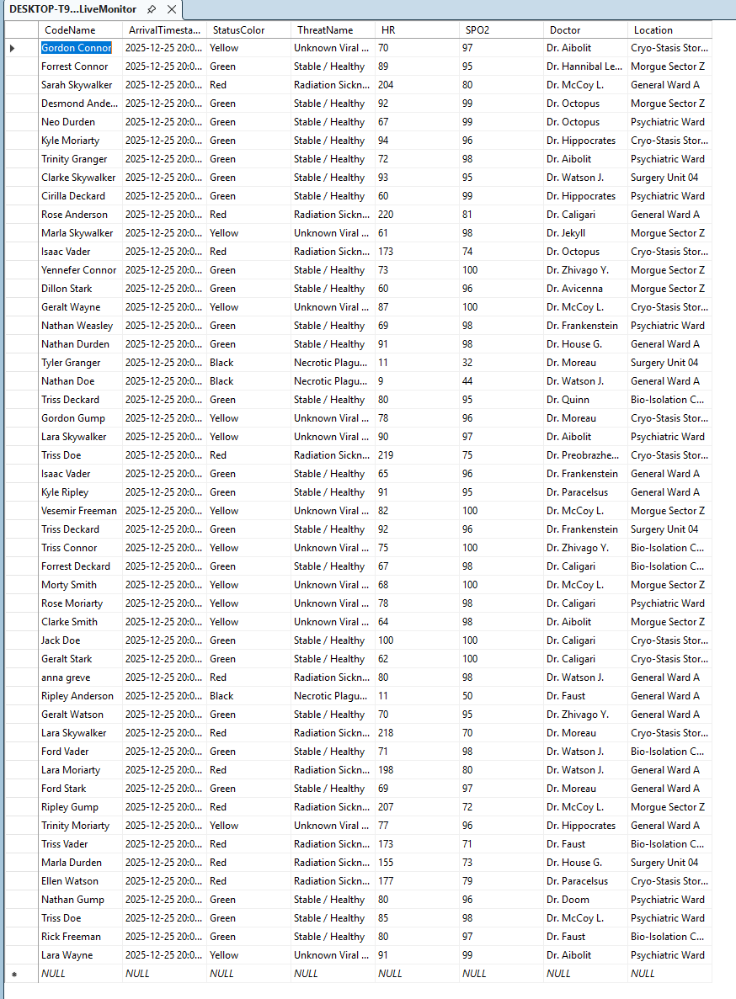 DESKTOP-T9...LiveMonitor
CodeName ArrivalTimesta... StatusColor ThreatName HR SPO2 Doctor Location
Gordon Connor 2025-12-25 20:0... Yellow Unknown Viral ... 70 97 Dr. Aibolit Cryo-Stasis Stor...
Forrest Connor 2025-12-25 20:0... Green Stable / Healthy 89 95 Dr. Hannibal Le... Morgue Sector Z
Sarah Skywalker 2025-12-25 20:0... Red Radiation Sickn... 204 80 Dr. McCoy L. General Ward A
Desmond Ande... 2025-12-25 20:0... Green Stable / Healthy 92 99 Dr. Octopus Morgue Sector Z
Neo Durden 2025-12-25 20:0... Green Stable / Healthy 67 99 Dr. Octopus Psychiatric Ward
Kyle Moriarty 2025-12-25 20:0... Green Stable / Healthy 94 96 Dr. Hippocrates Cryo-Stasis Stor...
Trinity Granger 2025-12-25 20:0... Green Stable / Healthy 72 98 Dr. Aibolit Psychiatric Ward
Clarke Skywalker 2025-12-25 20:0... Green Stable / Healthy 93 95 Dr. Watson J. Surgery Unit 04
Cirilla Deckard 2025-12-25 20:0... Green Stable / Healthy 60 99 Dr. Hippocrates Psychiatric Ward
Rose Anderson 2025-12-25 20:0... Red Radiation Sickn... 220 81 Dr. Caligari General Ward A
Marla Skywalker 2025-12-25 20:0... Yellow Unknown Viral ... 61 98 Dr. Jekyll Morgue Sector Z
Isaac Vader 2025-12-25 20:0... Red Radiation Sickn... 173 74 Dr. Octopus Cryo-Stasis Stor...
Yennefer Connor 2025-12-25 20:0... Green Stable / Healthy 73 100 Dr. Zhivago Y. Morgue Sector Z
Dillon Stark 2025-12-25 20:0... Green Stable / Healthy 60 96 Dr. Avicenna Morgue Sector Z
Geralt Wayne 2025-12-25 20:0... Yellow Unknown Viral ... 87 100 Dr. McCoy L. Cryo-Stasis Stor...
Nathan Weasley 2025-12-25 20:0... Green Stable / Healthy 69 98 Dr. Frankenstein Psychiatric Ward
Nathan Durden 2025-12-25 20:0... Green Stable / Healthy 91 98 Dr. House G. General Ward A
Tyler Granger 2025-12-25 20:0... Black Necrotic Plagu... 11 32 Dr. Moreau Surgery Unit 04
Nathan Doe 2025-12-25 20:0... Black Necrotic Plagu... 9 44 Dr. Watson J. General Ward A
Triss Deckard 2025-12-25 20:0... Green Stable / Healthy 80 95 Dr. Quinn Bio-Isolation C...
Gordon Gump 2025-12-25 20:0... Yellow Unknown Viral ... 78 96 Dr. Moreau Cryo-Stasis Stor...
Lara Skywalker 2025-12-25 20:0... Yellow Unknown Viral ... 90 97 Dr. Aibolit Psychiatric Ward
Triss Doe 2025-12-25 20:0... Red Radiation Sickn... 219 75 Dr. Preobrazhe... Cryo-Stasis Stor...
Isaac Vader 2025-12-25 20:0... Green Stable / Healthy 65 96 Dr. Frankenstein General Ward A
Kyle Ripley 2025-12-25 20:0... Green Stable / Healthy 91 95 Dr. Paracelsus General Ward A
Vesemir Freeman 2025-12-25 20:0... Yellow Unknown Viral ... 82 100 Dr. McCoy L. Morgue Sector Z
Triss Deckard 2025-12-25 20:0... Green Stable / Healthy 92 96 Dr. Frankenstein Surgery Unit 04
Triss Connor 2025-12-25 20:0... Yellow Unknown Viral ... 75 100 Dr. Zhivago Y. Bio-Isolation C...
Forrest Deckard 2025-12-25 20:0... Green Stable / Healthy 67 98 Dr. Caligari Bio-Isolation C...
Morty Smith 2025-12-25 20:0... Yellow Unknown Viral ... 68 100 Dr. McCoy L. Morgue Sector Z
Rose Moriarty 2025-12-25 20:0... Yellow Unknown Viral ... 78 98 Dr. Caligari Psychiatric Ward
Clarke Smith 2025-12-25 20:0... Yellow Unknown Viral ... 64 98 Dr. Aibolit Morgue Sector Z
Jack Doe 2025-12-25 20:0... Green Stable / Healthy 100 100 Dr. Caligari Cryo-Stasis Stor...
Geralt Stark 2025-12-25 20:0... Green Stable / Healthy 62 100 Dr. Caligari Cryo-Stasis Stor...
anna greve 2025-12-25 20:0... Red Radiation Sickn... 80 98 Dr. Watson J. General Ward A
Ripley Anderson 2025-12-25 20:0... Black Necrotic Plagu... 11 50 Dr. Faust General Ward A
Geralt Watson 2025-12-25 20:0... Green Stable / Healthy 70 95 Dr. Zhivago Y. General Ward A
Lara Skywalker 2025-12-25 20:0... Red Radiation Sickn... 218 70 Dr. Moreau Cryo-Stasis Stor...
Ford Vader 2025-12-25 20:0... Green Stable / Healthy 71 98 Dr. Watson J. Bio-Isolation C...
Lara Moriarty 2025-12-25 20:0... Red Radiation Sickn... 198 80 Dr. Watson J. General Ward A
Ford Stark 2025-12-25 20:0... Green Stable / Healthy 69 97 Dr. Moreau General Ward A
Ripley Gump 2025-12-25 20:0... Red Radiation Sickn... 207 72 Dr. McCoy L. Morgue Sector Z
Trinity Moriarty 2025-12-25 20:0... Yellow Unknown Viral ... 77 96 Dr. Hippocrates General Ward A
Triss Vader 2025-12-25 20:0... Red Radiation Sickn... 173 71 Dr. Faust Bio-Isolation C...
Marla Durden 2025-12-25 20:0... Red Radiation Sickn... 155 73 Dr. House G. Surgery Unit 04
Ellen Watson 2025-12-25 20:0... Red Radiation Sickn... 177 79 Dr. Paracelsus Cryo-Stasis Stor...
Nathan Gump 2025-12-25 20:0... Green Stable / Healthy 80 96 Dr. Doom Psychiatric Ward
Triss Doe 2025-12-25 20:0... Green Stable / Healthy 85 98 Dr. McCoy L. Psychiatric Ward
Rick Freeman 2025-12-25 20:0... Green Stable / Healthy 80 97 Dr. Faust Bio-Isolation C...
Lara Wayne 2025-12-25 20:0... Yellow Unknown Viral ... 91 99 Dr. Aibolit Psychiatric Ward
NULL NULL NULL NULL NULL NULL NULL NULL